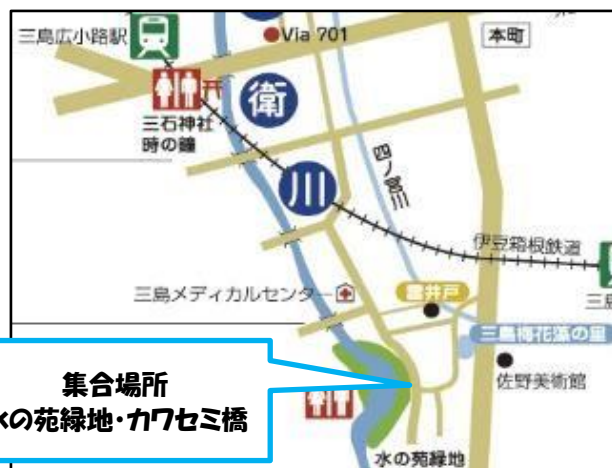 三島広小路駅
Via 701
本町
衛
三石神社
時の鐘
四ノ宮川
川
伊豆箱根鉄道
三島メディカルセンター
雷井戸
三島
三島梅花藻の里
佐野美術館
集合場所
水の苑緑地・カワセミ橋
水の苑緑地